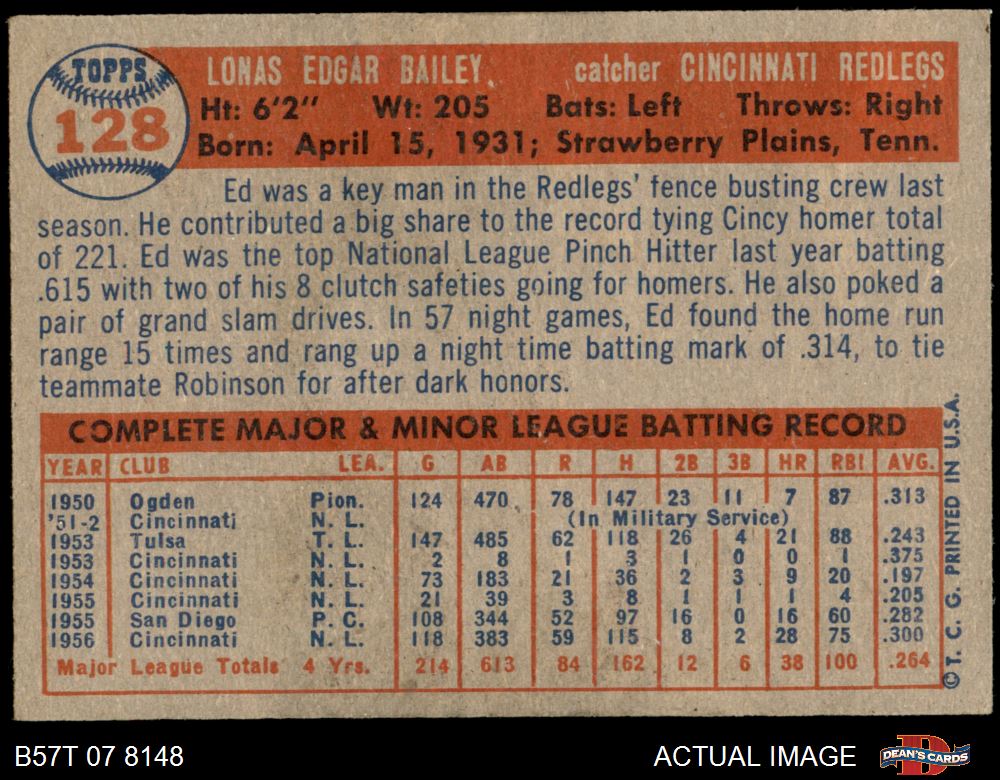 TOPPS
128
LONAS EDGAR BAILEY. catcher CINCINNATI REDLEGS
Ht: 6'2" Wt: 205 Bats: Left Throws: Right
Born: April 15, 1931; Strawberry Plains, Tenn.
Ed was a key man in the Redlegs' fence busting crew last
season. He contributed a big share to the record tying Cincy homer total
of 221. Ed was the top National League Pinch Hitter last year batting
.615 with two of his 8 clutch safeties going for homers. He also poked a
pair of grand slam drives. In 57 night games, Ed found the home run
range 15 times and rang up a night time batting mark of .314, to tie
teammate Robinson for after dark honors.
COMPLETE MAJOR & MINOR LEAGUE BATTING RECORD
YEAR CLUB LEA. G AB R H 2B 3B HR RBI AVG.
1950 Ogden Pion. 124 470 78 147 23 11 7 87 .313
'51-2 Cincinnati N. L. (In Military Service)
1953 Tulsa T. L. 147 485 62 118 26 4 21 88 .243
1953 Cincinnati N. L. 2 8 1 3 1 0 0 1 .375
1954 Cincinnati N. L. 73 183 21 36 2 3 9 20 .197
1955 Cincinnati N. L. 21 39 3 8 1 1 1 4 .205
1955 San Diego P. C. 108 344 52 97 16 0 16 60 .282
1956 Cincinnati N. L. 118 383 59 115 8 2 28 75 .300
Major League Totals 4 Yrs. 214 613 84 162 12 6 38 100 .264
©T. C. G. PRINTED IN U.S.A.
B57T 07 8148 ACTUAL IMAGE DEAN'S CARDS